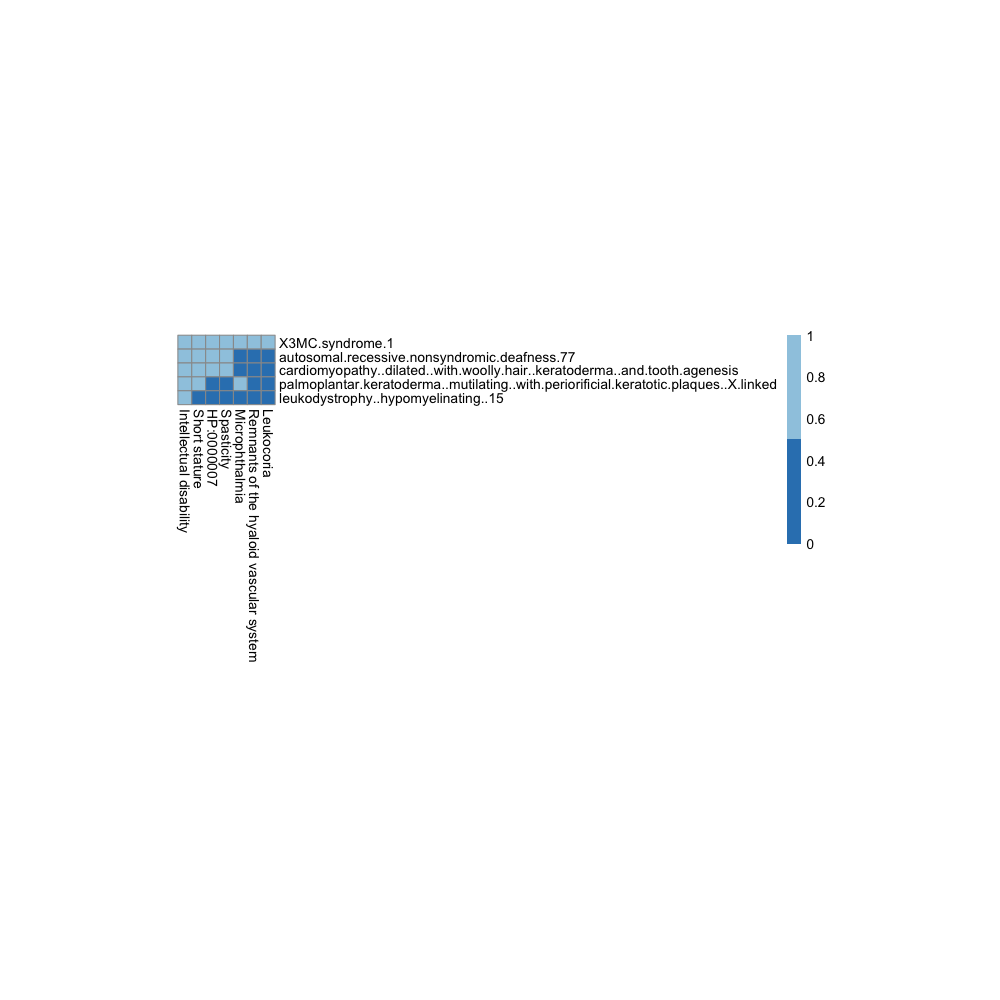 X3MC.syndrome.1
autosomal.recessive.nonsyndromic.deafness.77
cardiomyopathy..dilated..with.woolly.hair..keratoderma..and.tooth.agenesis
palmoplantar.keratoderma..mutilating..with.periorificial.keratotic.plaques..X.linked
leukodystrophy..hypomyelinating..15
Intellectual disability
Short stature
HP:0000007
Spasticity
Microphthalmia
Remnants of the hyaloid vascular system
Leukocoria
1
0.8
0.6
0.4
0.2
0